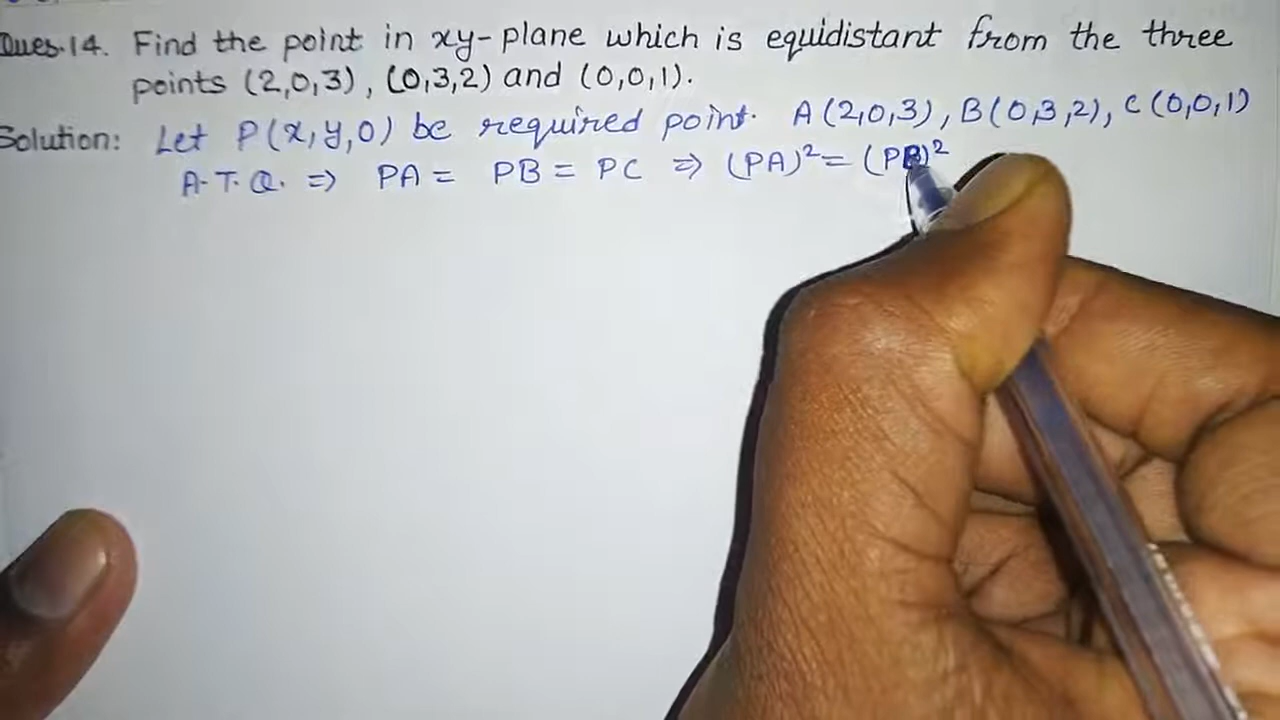 Ques.14. Find the point in xy-plane which is equidistant from the three
points (2,0,3), (0,3,2) and (0,0,1).
Solution: Let P(x,y,0) be required point. A(2,0,3), B(0,3,2), C(0,0,1)
A.T.Q. ⇒ PA = PB = PC ⇒ (PA)² = (PB)²